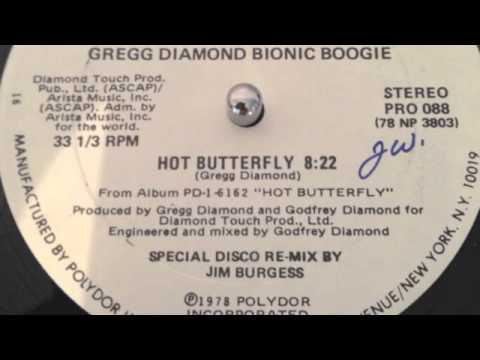 GREGG DIAMOND BIONIC BOOGIE
Diamond Touch Prod.
Pub., Ltd. (ASCAP)/
Arista Music, Inc.
(ASCAP). Adm. by
Arista Music, Inc.
for the world.
33 1/3 RPM
STEREO
PRO 088
(78 NP 3803)
J.W.
16
HOT BUTTERFLY 8:22
(Gregg Diamond)
From Album PD-1-6162 "HOT BUTTERFLY"
Produced by Gregg Diamond and Godfrey Diamond for
Diamond Touch Prod., Ltd.
Engineered and mixed by Godfrey Diamond
SPECIAL DISCO RE-MIX BY
JIM BURGESS
℗1978 POLYDOR
INCORPORATED
MANUFACTURED BY POLYDOR
AVENUE/NEW YORK, N.Y. 10019